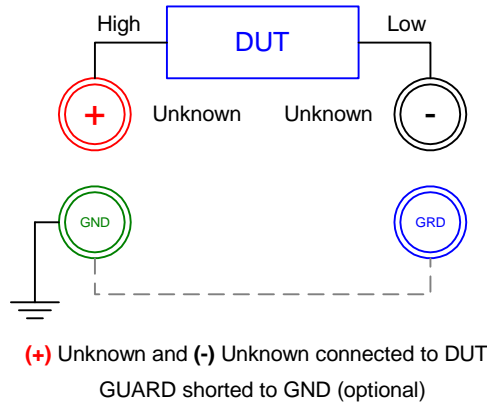 High
DUT
Low
+
Unknown
Unknown
-
GND
GRD
(+) Unknown and (-) Unknown connected to DUT
GUARD shorted to GND (optional)